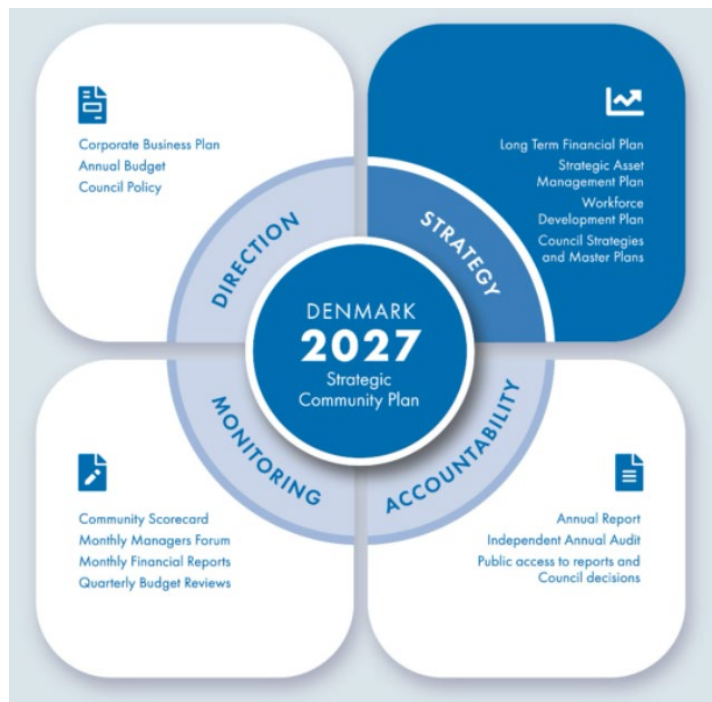 Corporate Business Plan
Annual Budget
Council Policy
Long Term Financial Plan
Strategic Asset
Management Plan
Workforce
Development Plan
Council Strategies
and Master Plans
DIRECTION
STRATEGY
DENMARK
2027
Strategic
Community Plan
MONITORING
ACCOUNTABILITY
Community Scorecard
Monthly Managers Forum
Monthly Financial Reports
Quarterly Budget Reviews
Annual Report
Independent Annual Audit
Public access to reports and
Council decisions